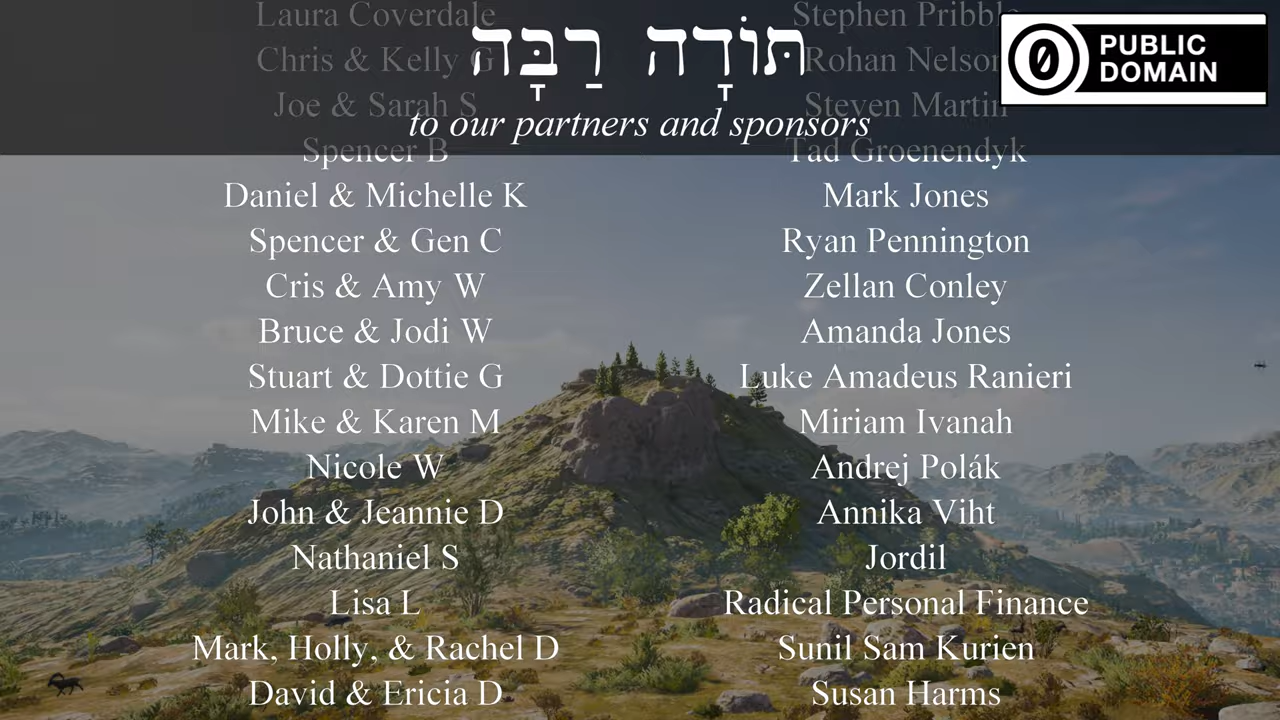 תּוֹדָה רַבָּה
to our partners and sponsors
PUBLIC
DOMAIN
Laura Coverdale
Chris & Kelly G
Joe & Sarah S
Spencer B
Daniel & Michelle K
Spencer & Gen C
Cris & Amy W
Bruce & Jodi W
Stuart & Dottie G
Mike & Karen M
Nicole W
John & Jeannie D
Nathaniel S
Lisa L
Mark, Holly, & Rachel D
David & Ericia D
Stephen Pribble
Rohan Nelson
Steven Martin
Tad Groenendyk
Mark Jones
Ryan Pennington
Zellan Conley
Amanda Jones
Luke Amadeus Ranieri
Miriam Ivanah
Andrej Polák
Annika Viht
Jordil
Radical Personal Finance
Sunil Sam Kurien
Susan Harms